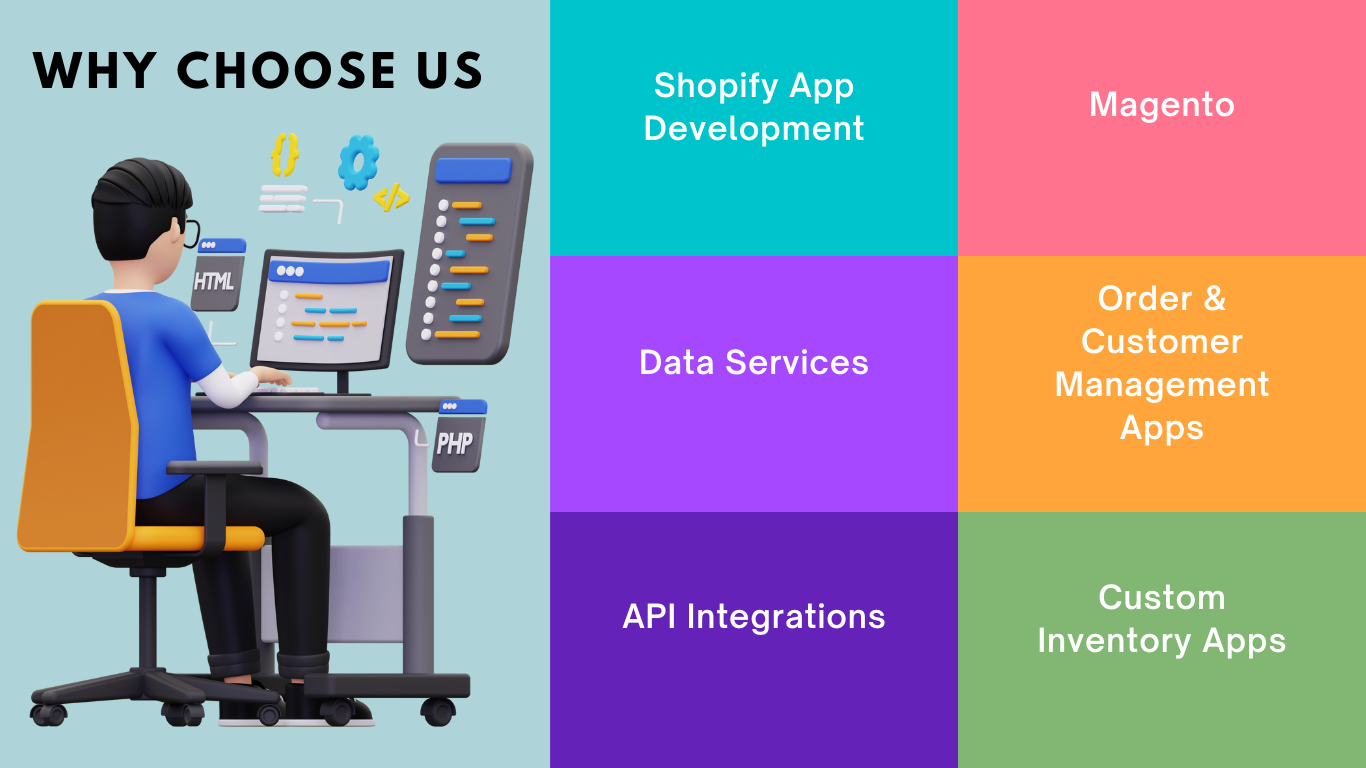 WHY CHOOSE US
HTML
PHP
Shopify App
Development
Magento
Data Services
Order &
Customer
Management
Apps
API Integrations
Custom
Inventory Apps